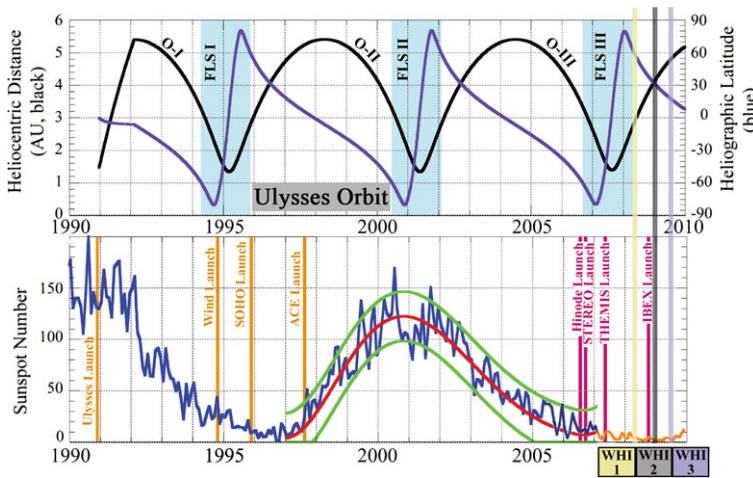 Heliocentric Distance
(AU, black)
6
5
4
3
2
1
0
O-I
FLS I
O-II
FLS II
O-III
FLS III
Ulysses Orbit
90
60
30
0
-30
-60
-90
Heliographic Latitude
(blue)
1990
1995
2000
2005
2010
Sunspot Number
150
100
50
0
Ulysses Launch
Wind Launch
SOHO Launch
ACE Launch
Hinode Launch
STEREO Launch
THEMIS Launch
IBEX Launch
1990
1995
2000
2005
WHI
1
WHI
2
WHI
3